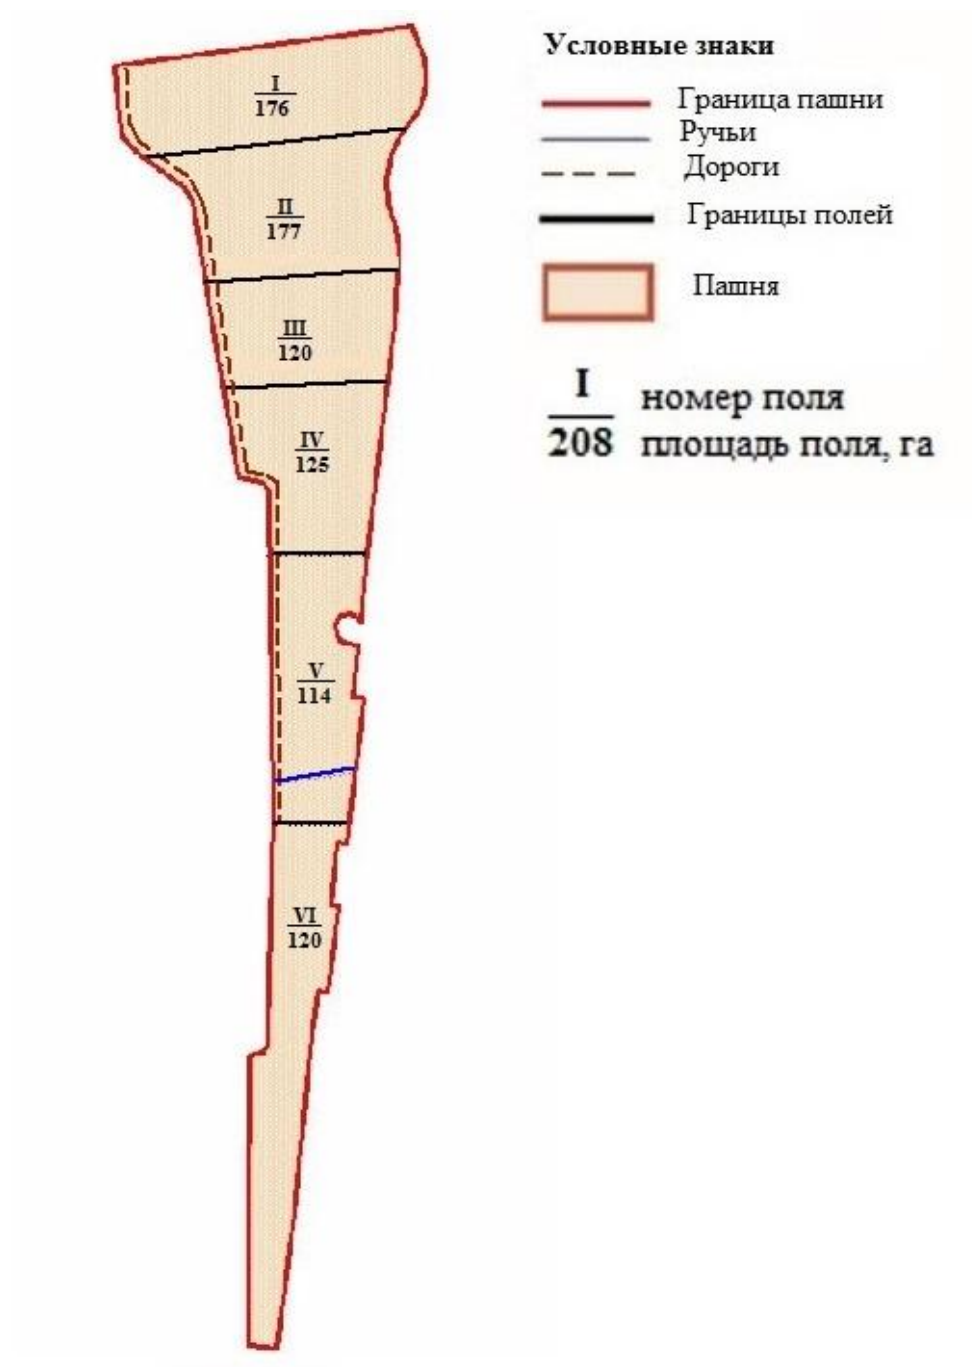 Условные знаки
Граница пашни
Ручьи
Дороги
Границы полей
Пашня
I
208
номер поля
площадь поля, га
I
176
II
177
III
120
IV
125
V
114
VI
120